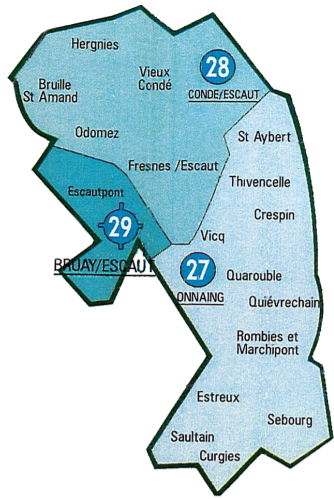 Hergnies
28
Vieux
Condé
Bruille
St Amand
CONDE/ESCAUT
Odomez
St Aybert
Fresnes /Escaut
Thivencelle
Escautpont
Crespin
29
Vicq
BRUAY/ESCAUT
27
Quarouble
ONNAING
Quiévrechain
Rombies et
Marchipont
Estreux
Sebourg
Saultain
Curgies